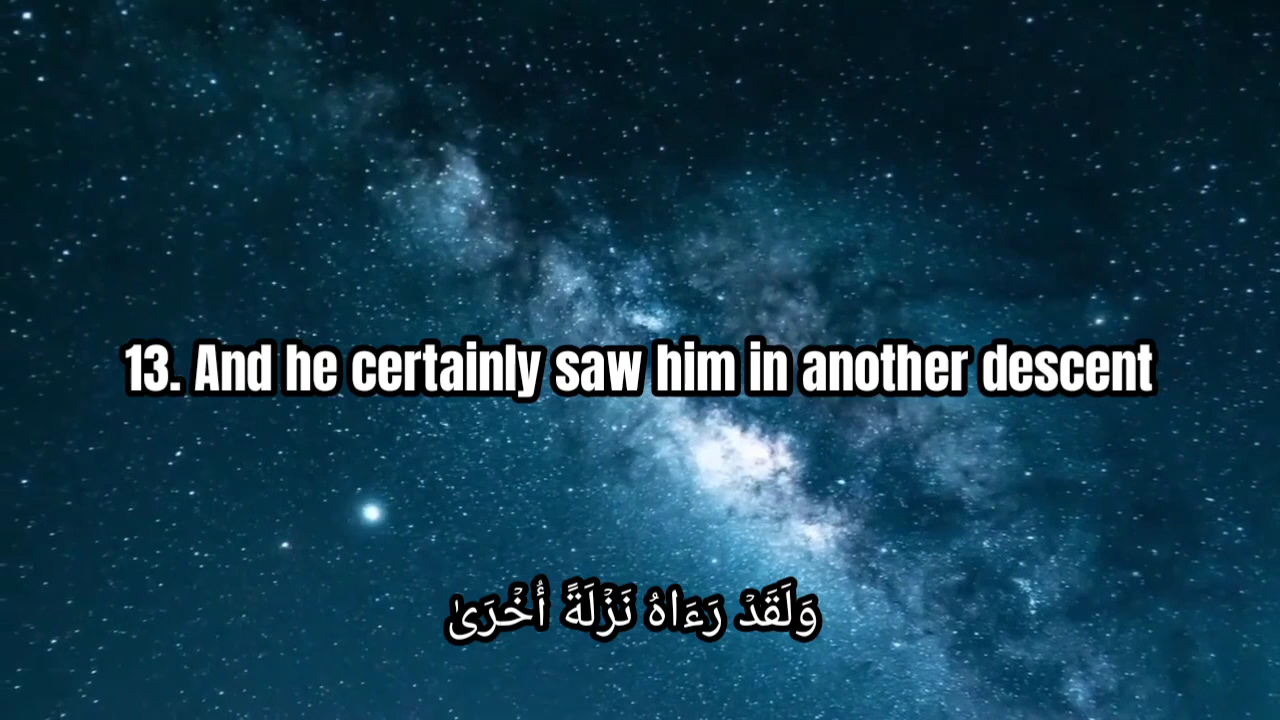 13. And he certainly saw him in another descent
وَلَقَدۡ رَءَاهُ نَزۡلَةً أُخۡرَىٰ